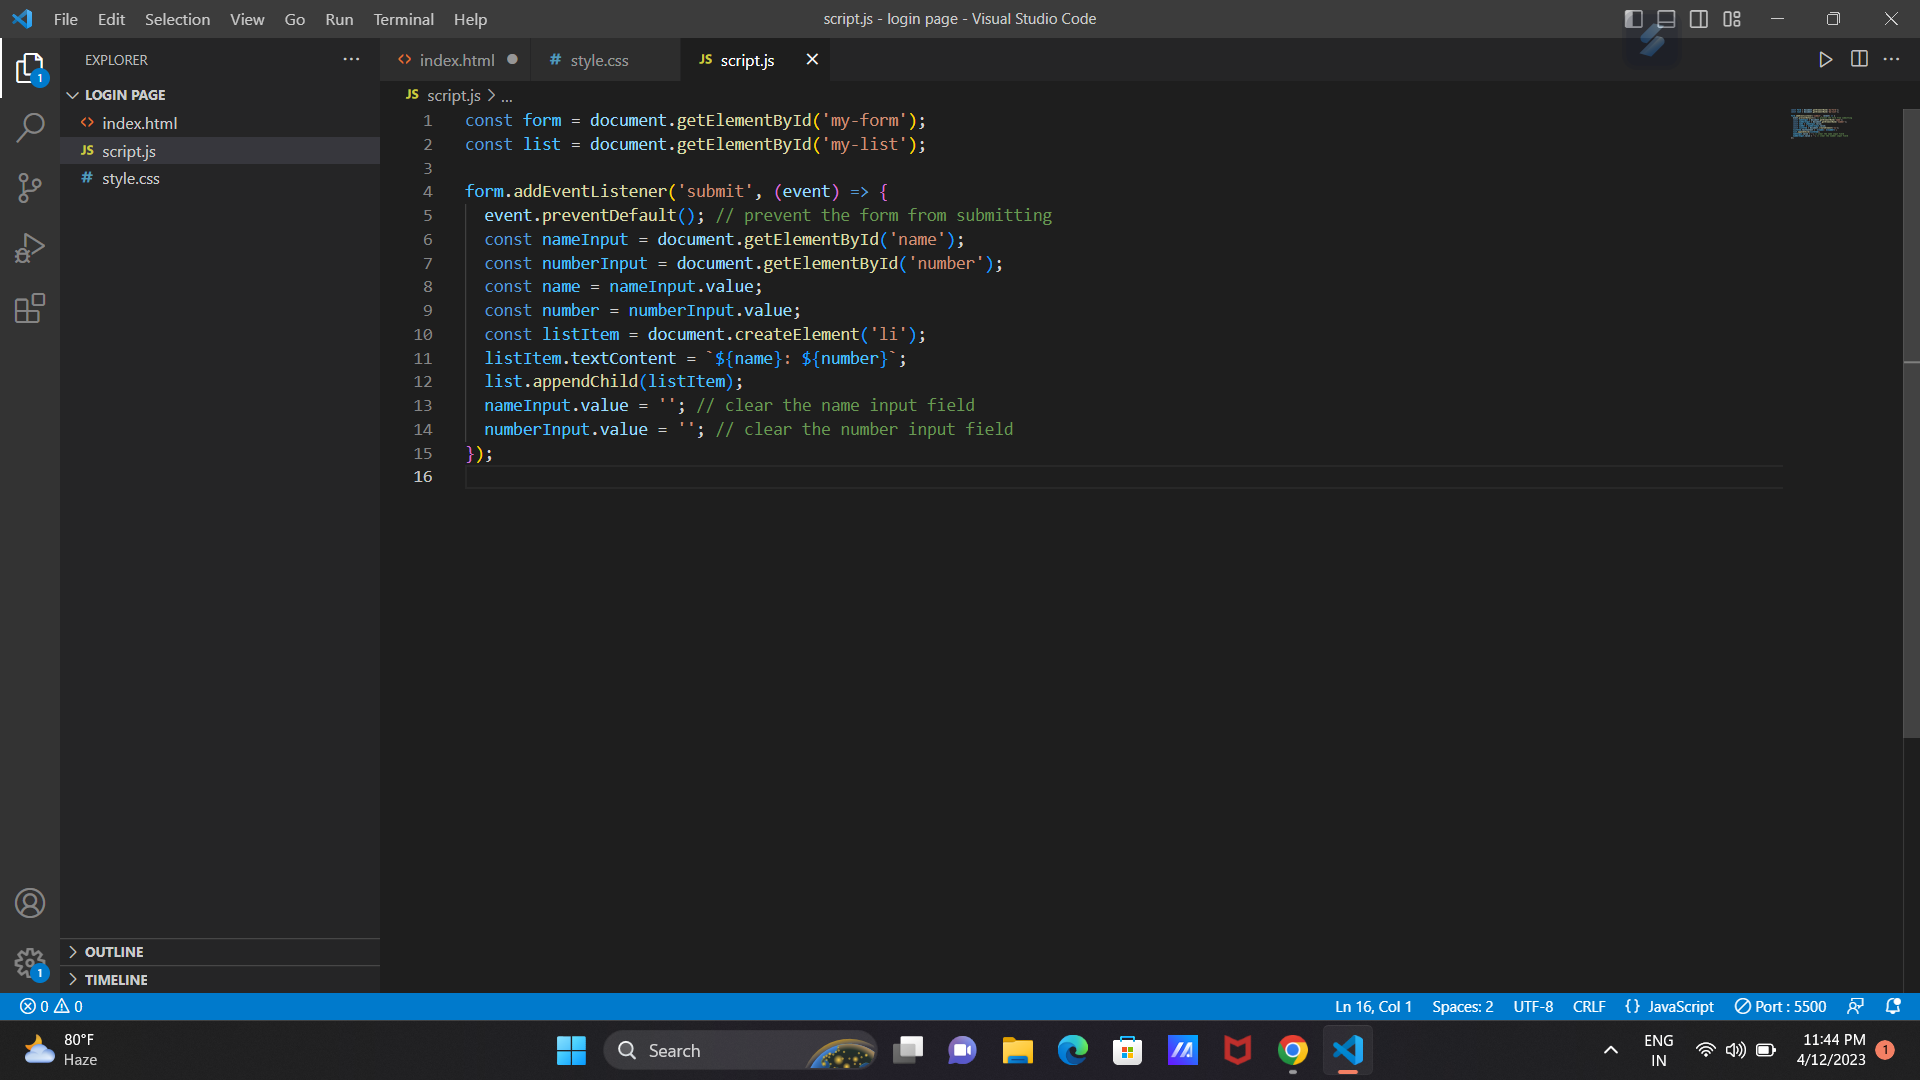 File Edit Selection View Go Run Terminal Help
script.js - login page - Visual Studio Code
EXPLORER
index.html
# style.css
JS script.js
JS script.js > ...
LOGIN PAGE
index.html
JS script.js
# style.css
1 const form = document.getElementById('my-form');
2 const list = document.getElementById('my-list');
3
4 form.addEventListener('submit', (event) => {
5 event.preventDefault(); // prevent the form from submitting
6 const nameInput = document.getElementById('name');
7 const numberInput = document.getElementById('number');
8 const name = nameInput.value;
9 const number = numberInput.value;
10 const listItem = document.createElement('li');
11 listItem.textContent = `${name}: ${number}`;
12 list.appendChild(listItem);
13 nameInput.value = ''; // clear the name input field
14 numberInput.value = ''; // clear the number input field
15 });
16
1
OUTLINE
1
TIMELINE
0 0
Ln 16, Col 1 Spaces: 2 UTF-8 CRLF {} JavaScript Port : 5500
80°F
Haze
Search
ENG
IN
11:44 PM
4/12/2023
1